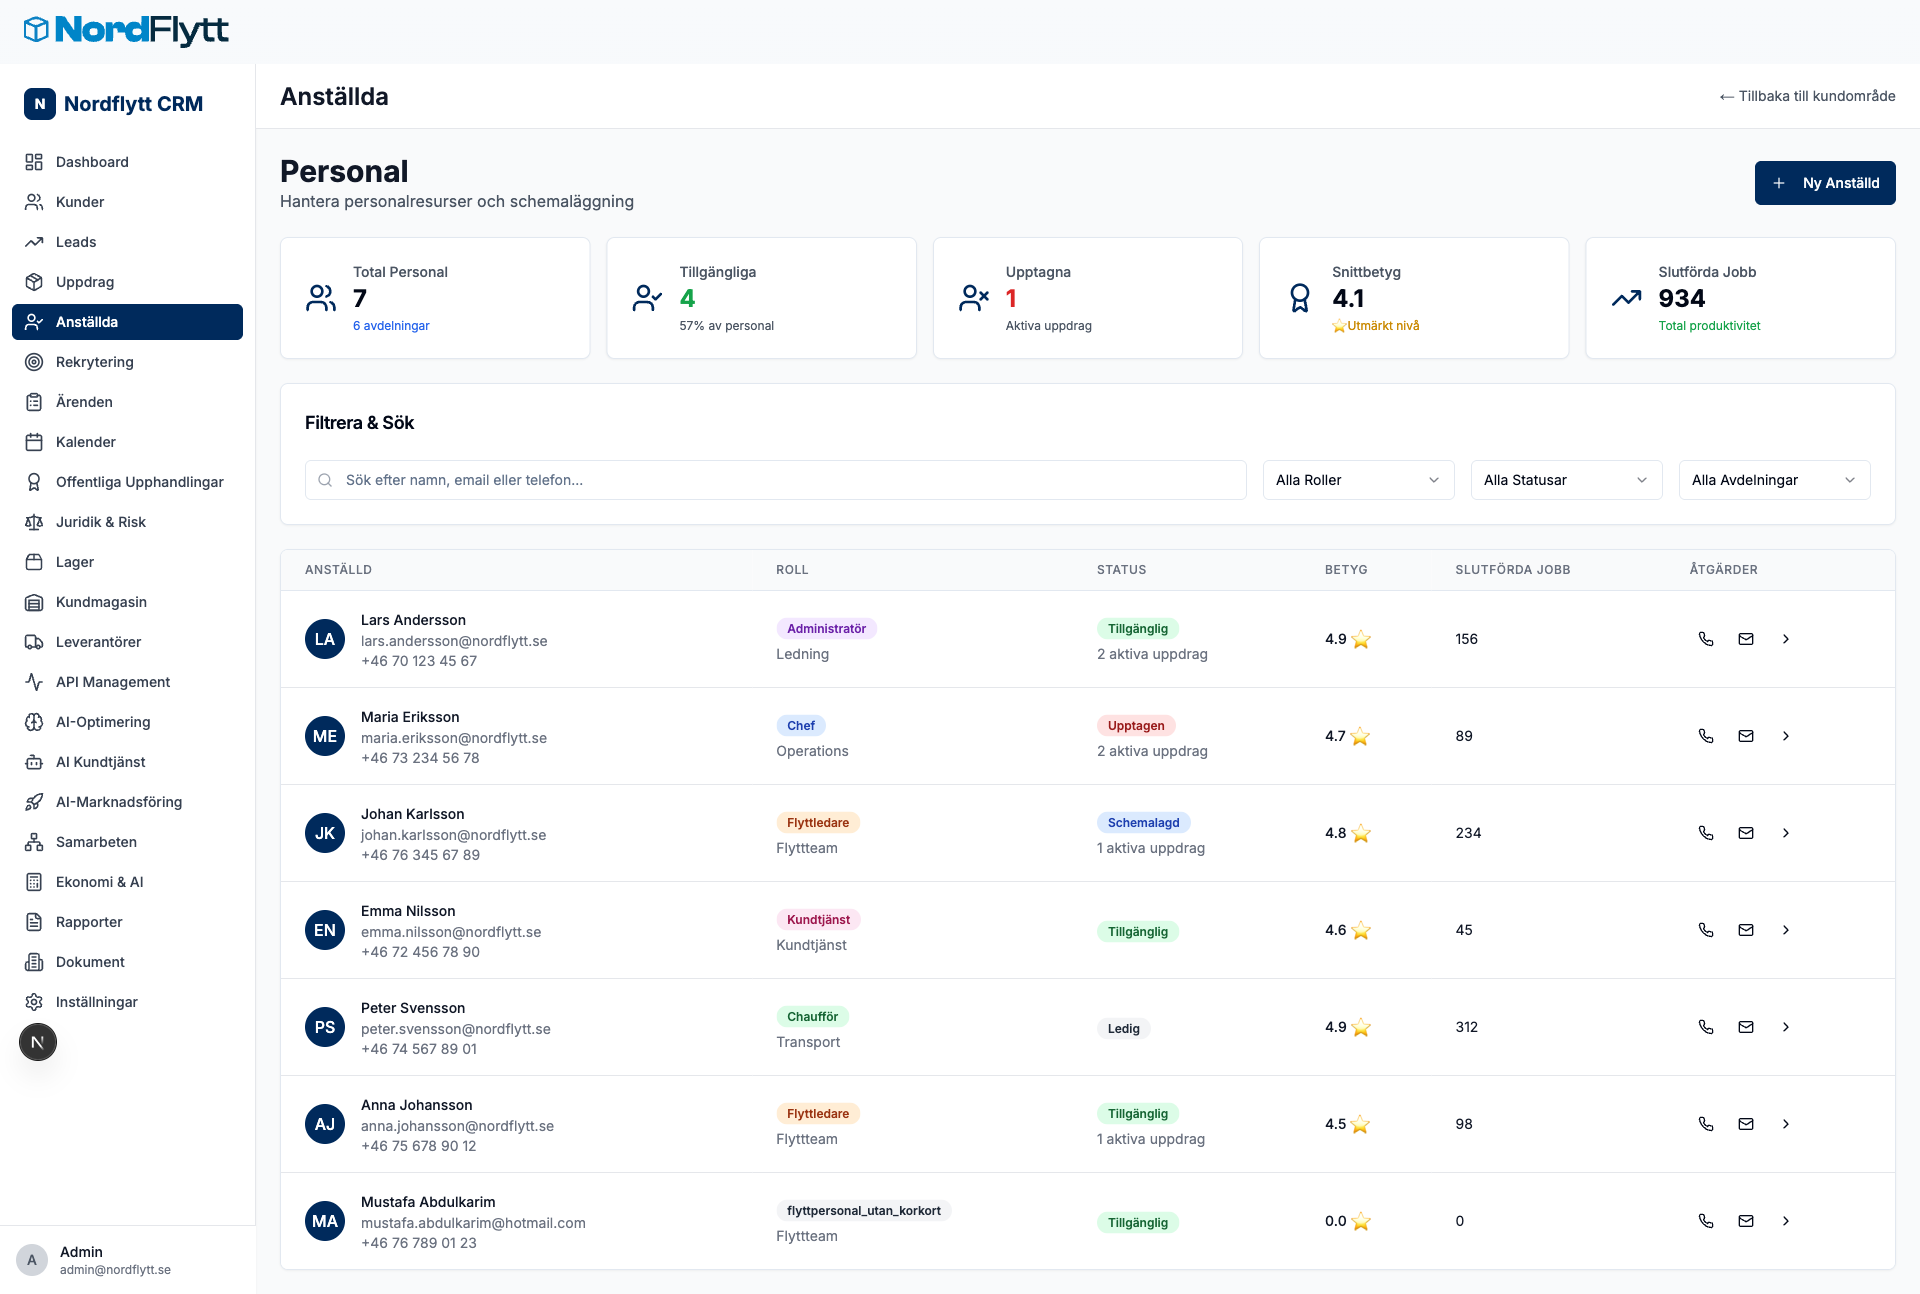 NordFlytt
N Nordflytt CRM
Dashboard
Kunder
Leads
Uppdrag
Anställda
Rekrytering
Ärenden
Kalender
Offentliga Upphandlingar
Juridik & Risk
Lager
Kundmagasin
Leverantörer
API Management
AI-Optimering
AI Kundtjänst
AI-Marknadsföring
Samarbeten
Ekonomi & AI
Rapporter
Dokument
Inställningar
N
A
Admin
admin@nordflytt.se
Anställda
← Tillbaka till kundområde
Personal
Hantera personalresurser och schemaläggning
+ Ny Anställd
Total Personal
7
6 avdelningar
Tillgängliga
4
57% av personal
Upptagna
1
Aktiva uppdrag
Snittbetyg
4.1
⭐Utmärkt nivå
Slutförda Jobb
934
Total produktivitet
Filtrera & Sök
Sök efter namn, email eller telefon...
Alla Roller
Alla Statusar
Alla Avdelningar
ANSTÄLLD ROLL STATUS BETYG SLUTFÖRDA JOBB ÅTGÄRDER
LA
Lars Andersson
lars.andersson@nordflytt.se
+46 70 123 45 67
Administratör
Ledning
Tillgänglig
2 aktiva uppdrag
4.9 ⭐
156
ME
Maria Eriksson
maria.eriksson@nordflytt.se
+46 73 234 56 78
Chef
Operations
Upptagen
2 aktiva uppdrag
4.7 ⭐
89
JK
Johan Karlsson
johan.karlsson@nordflytt.se
+46 76 345 67 89
Flyttledare
Flyttteam
Schemalagd
1 aktiva uppdrag
4.8 ⭐
234
EN
Emma Nilsson
emma.nilsson@nordflytt.se
+46 72 456 78 90
Kundtjänst
Kundtjänst
Tillgänglig
4.6 ⭐
45
PS
Peter Svensson
peter.svensson@nordflytt.se
+46 74 567 89 01
Chaufför
Transport
Ledig
4.9 ⭐
312
AJ
Anna Johansson
anna.johansson@nordflytt.se
+46 75 678 90 12
Flyttledare
Flyttteam
Tillgänglig
1 aktiva uppdrag
4.5 ⭐
98
MA
Mustafa Abdulkarim
mustafa.abdulkarim@hotmail.com
+46 76 789 01 23
flyttpersonal_utan_korkort
Flyttteam
Tillgänglig
0.0 ⭐
0